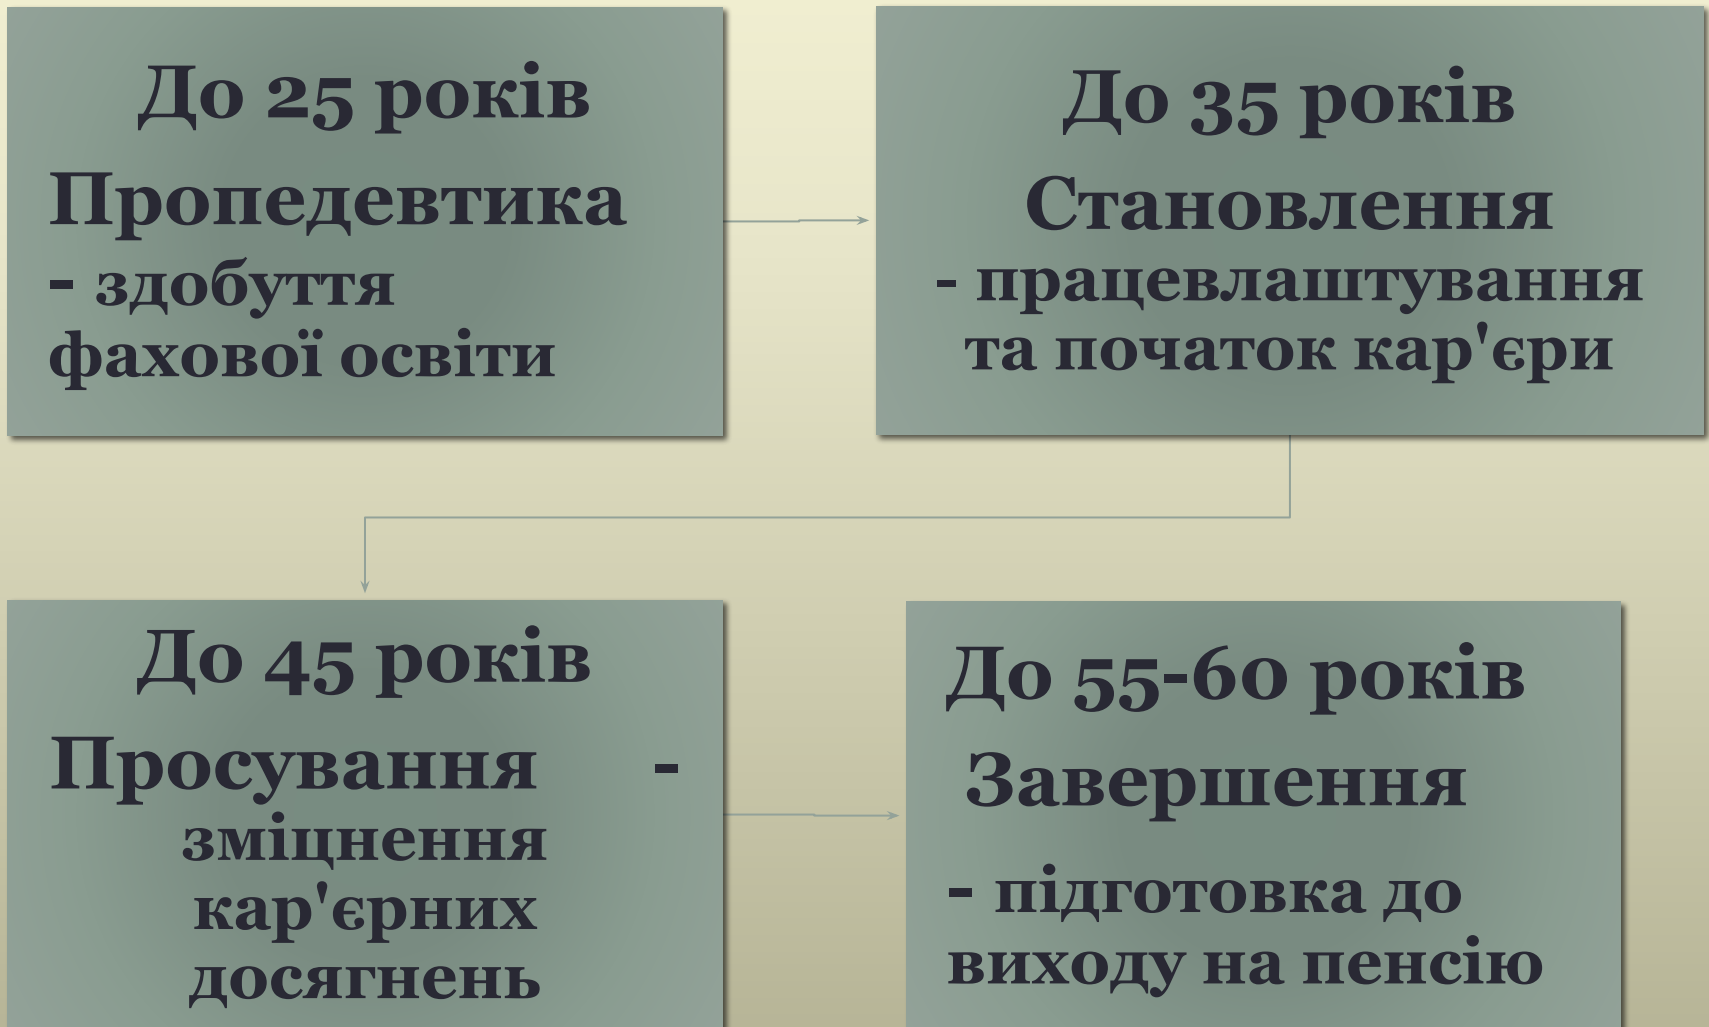 До 25 років
Пропедевтика
- здобуття
фахової освіти
До 35 років
Становлення
- працевлаштування
та початок кар'єри
До 45 років
Просування -
зміцнення
кар'єрних
досягнень
До 55-60 років
Завершення
- підготовка до
виходу на пенсію